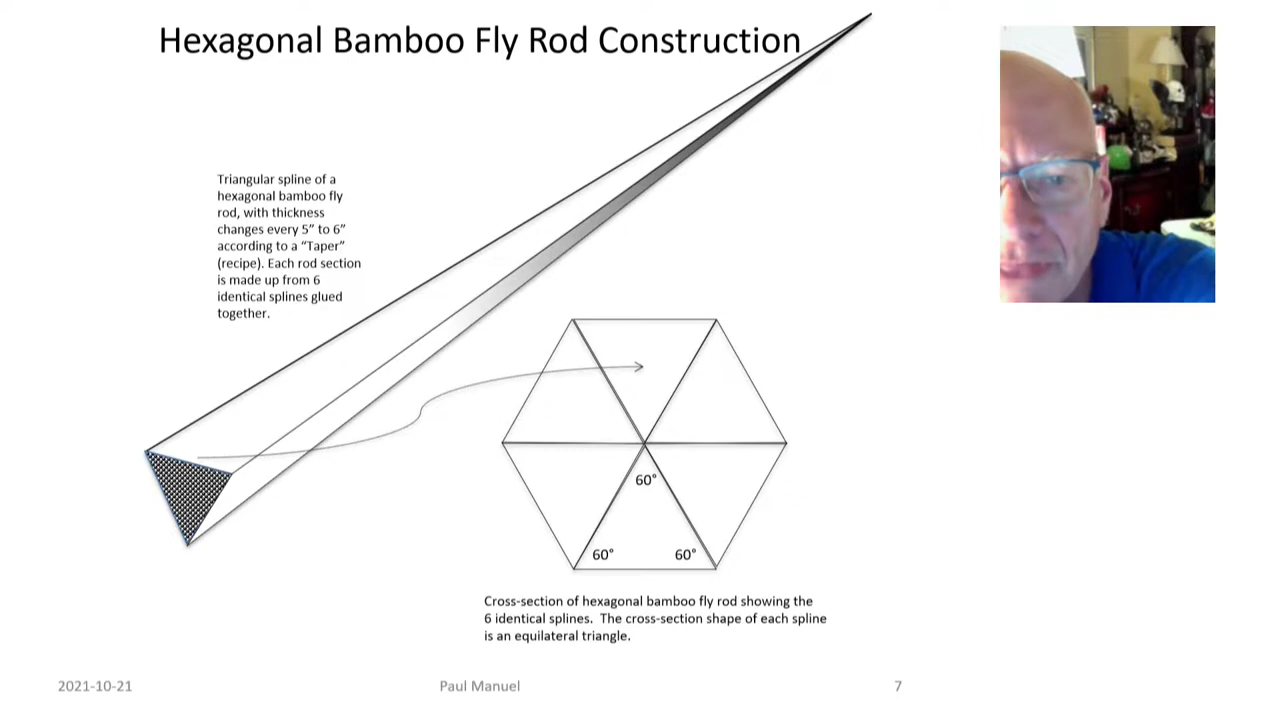 Hexagonal Bamboo Fly Rod Construction
Triangular spline of a
hexagonal bamboo fly
rod, with thickness
changes every 5” to 6”
according to a “Taper”
(recipe). Each rod section
is made up from 6
identical splines glued
together.
60°
60°
60°
Cross-section of hexagonal bamboo fly rod showing the
6 identical splines.  The cross-section shape of each spline
is an equilateral triangle.
2021-10-21
Paul Manuel
7